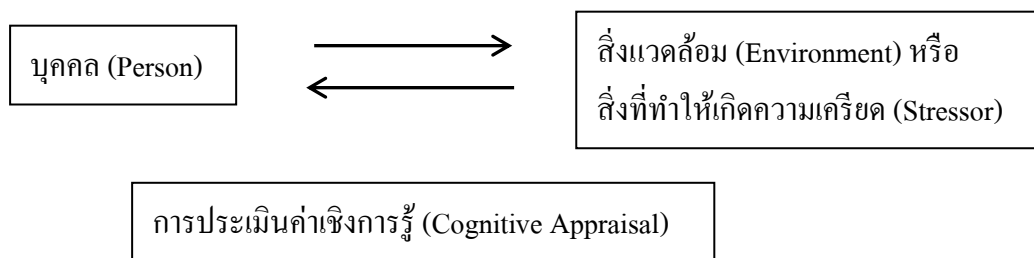 บุคคล (Person)
สิ่งแวดล้อม (Environment) หรือ
สิ่งที่ทำให้เกิดความเครียด (Stressor)
การประเมินค่าเชิงการรู้ (Cognitive Appraisal)